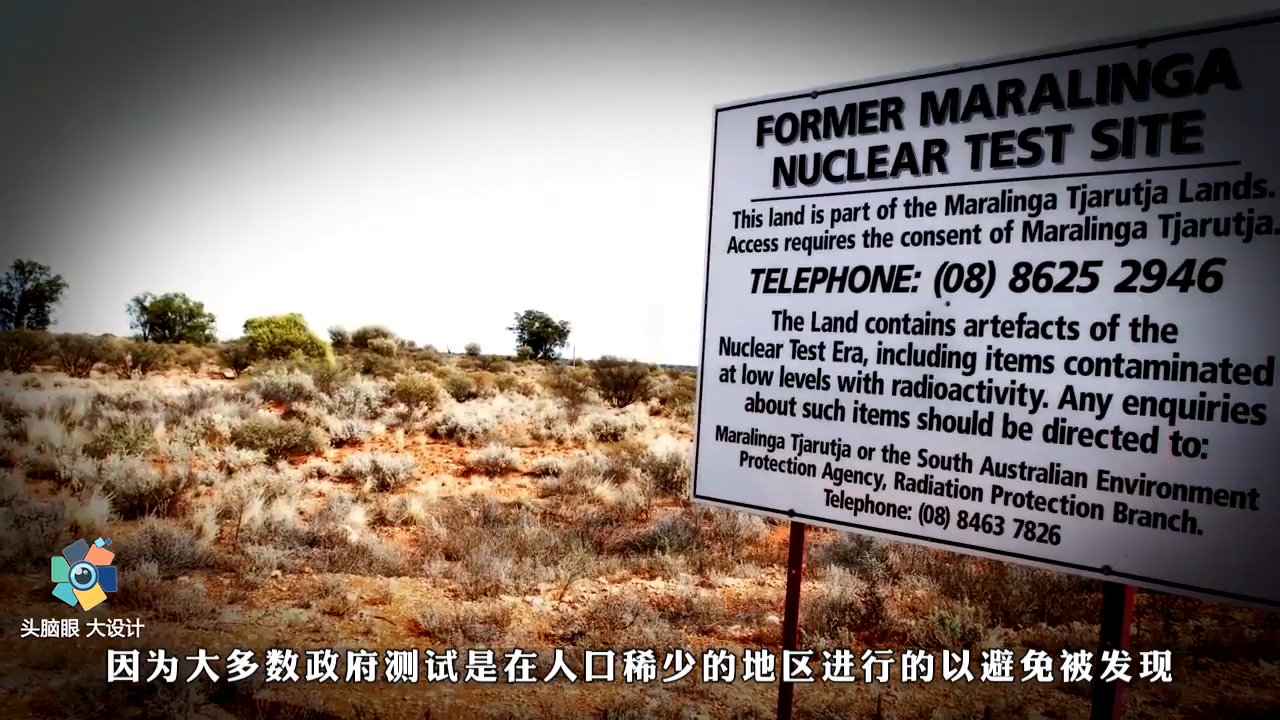 FORMER MARALINGA
NUCLEAR TEST SITE
This land is part of the Maralinga Tjarutja Lands.
Access requires the consent of Maralinga Tjarutja.
TELEPHONE: (08) 8625 2946
The Land contains artefacts of the
Nuclear Test Era, including items contaminated
at low levels with radioactivity. Any enquiries
about such items should be directed to:
Maralinga Tjarutja or the South Australian Environment
Protection Agency, Radiation Protection Branch.
Telephone: (08) 8463 7826
头脑眼 大设计
因为大多数政府测试是在人口稀少的地区进行的以避免被发现